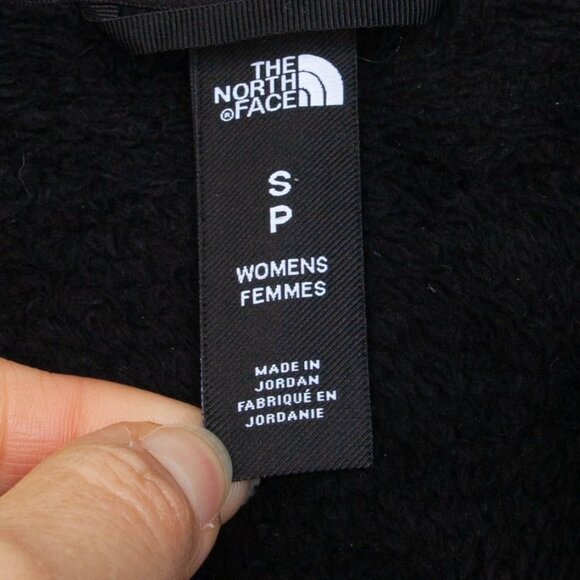 THE
NORTH
®FACE
S
P
WOMENS
FEMMES
MADE IN
JORDAN
FABRIQUÉ EN
JORDANIE